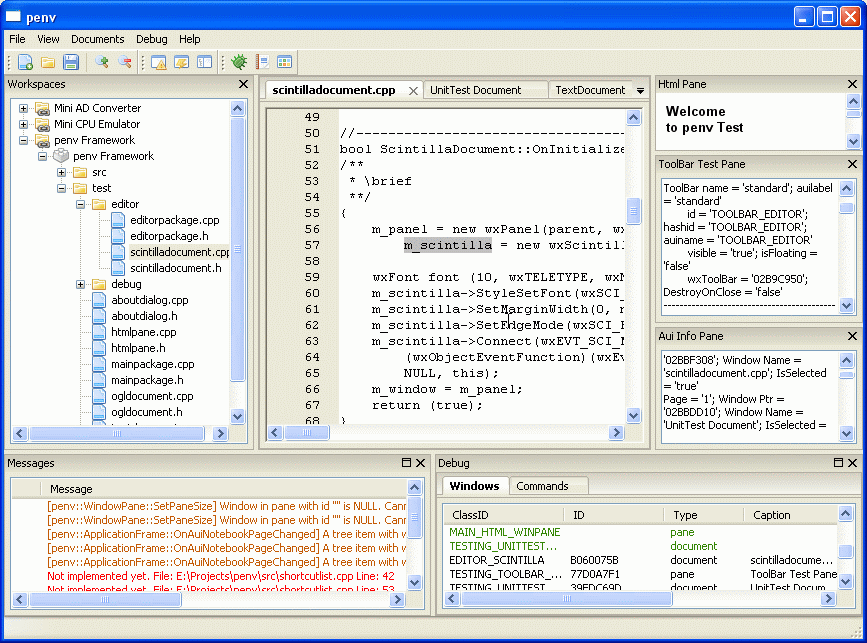 penv
File View Documents Debug Help
Workspaces
Mini AD Converter
Mini CPU Emulator
penv Framework
penv Framework
src
test
editor
editorpackage.cpp
editorpackage.h
scintilladocument.cpp
scintilladocument.h
debug
aboutdialog.cpp
aboutdialog.h
htmlpane.cpp
htmlpane.h
mainpackage.cpp
mainpackage.h
ogldocument.cpp
ogldocument.h
scintilladocument.cpp UnitTest Document TextDocument
49
50 //----------------------------------
51 bool ScintillaDocument::OnInitialize
52 /**
53 * \brief
54 **/
55 {
56 m_panel = new wxPanel(parent, wx
57 m_scintilla = new wxScintill
58
59 wxFont font (10, wxTELETYPE, wxN
60 m_scintilla->StyleSetFont(wxSCI_
61 m_scintilla->SetMarginWidth(0, r
62 m_scintilla->SetEdgeMode(wxSCI_E
63 m_scintilla->Connect(wxEVT_SCI_M
64 (wxObjectEventFunction)(wxEv
65 NULL, this);
66 m_window = m_panel;
67 return (true);
68 }
Html Pane
Welcome
to penv Test
ToolBar Test Pane
ToolBar name = 'standard'; auilabel
= 'standard'
id = 'TOOLBAR_EDITOR';
hashid = 'TOOLBAR_EDITOR';
auiname = 'TOOLBAR_EDITOR'
visible = 'true'; isFloating =
'false'
wxToolBar = '02B9C950';
DestroyOnClose = 'false'
Aui Info Pane
'02BBF308'; Window Name =
'scintilladocument.cpp'; IsSelected
= 'true'
Page = '1'; Window Ptr =
'02BBDD10'; Window Name =
'UnitTest Document'; IsSelected =
Messages
Message
[penv::WindowPane::SetPaneSize] Window in pane with id "" is NULL. Cann
[penv::WindowPane::SetPaneSize] Window in pane with id "" is NULL. Cann
[penv::ApplicationFrame::OnAuiNotebookPageChanged] A tree item with w
[penv::ApplicationFrame::OnAuiNotebookPageChanged] A tree item with w
[penv::ApplicationFrame::OnAuiNotebookPageChanged] A tree item with w
Not implemented yet. File: E:\Projects\penv\src\shortcutlist.cpp Line: 42
Not implemented yet. File: E:\Projects\penv\src\shortcutlist.cpp Line: 53
Debug
Windows Commands
ClassID ID Type Caption
MAIN_HTML_WINPANE pane
TESTING_UNITTEST... document
EDITOR_SCINTILLA B060075B document scintilladocume...
TESTING_TOOLBAR_... 77D0A7F1 pane ToolBar Test Pane
TESTING_UNITTEST... 39EDC69D document UnitTest Docum